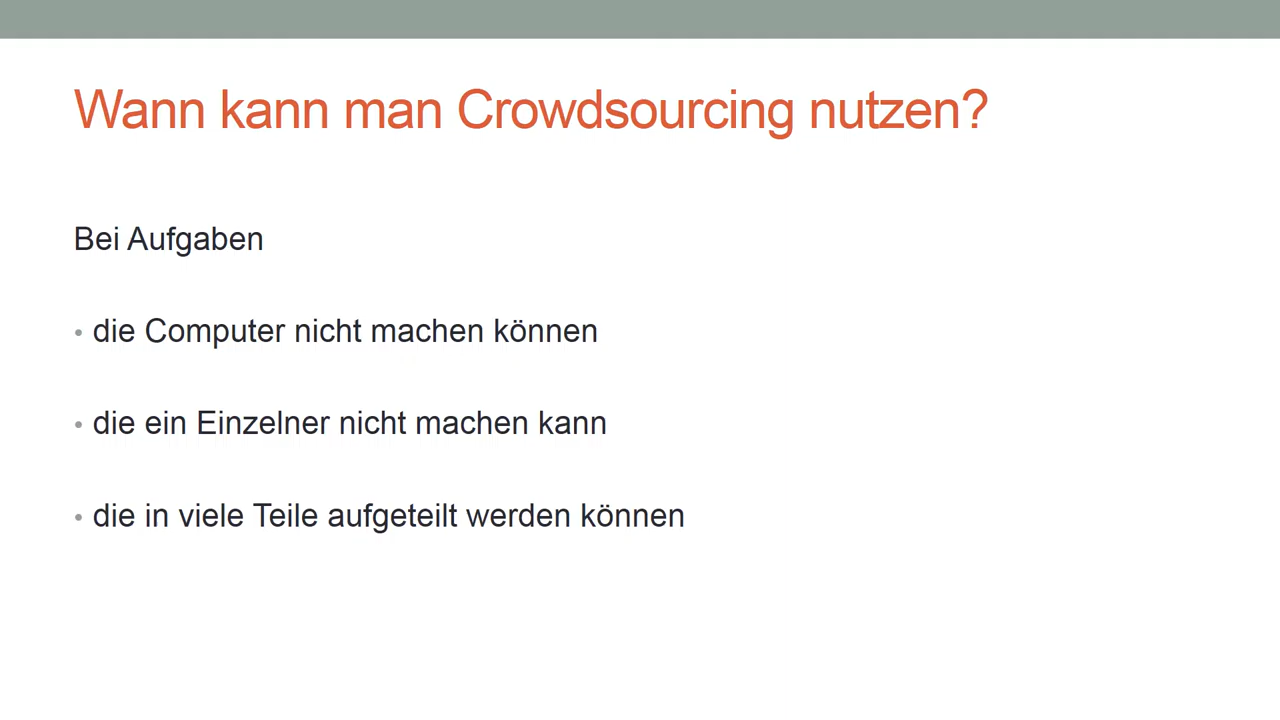 Wann kann man Crowdsourcing nutzen?
Bei Aufgaben
• die Computer nicht machen können
• die ein Einzelner nicht machen kann
• die in viele Teile aufgeteilt werden können